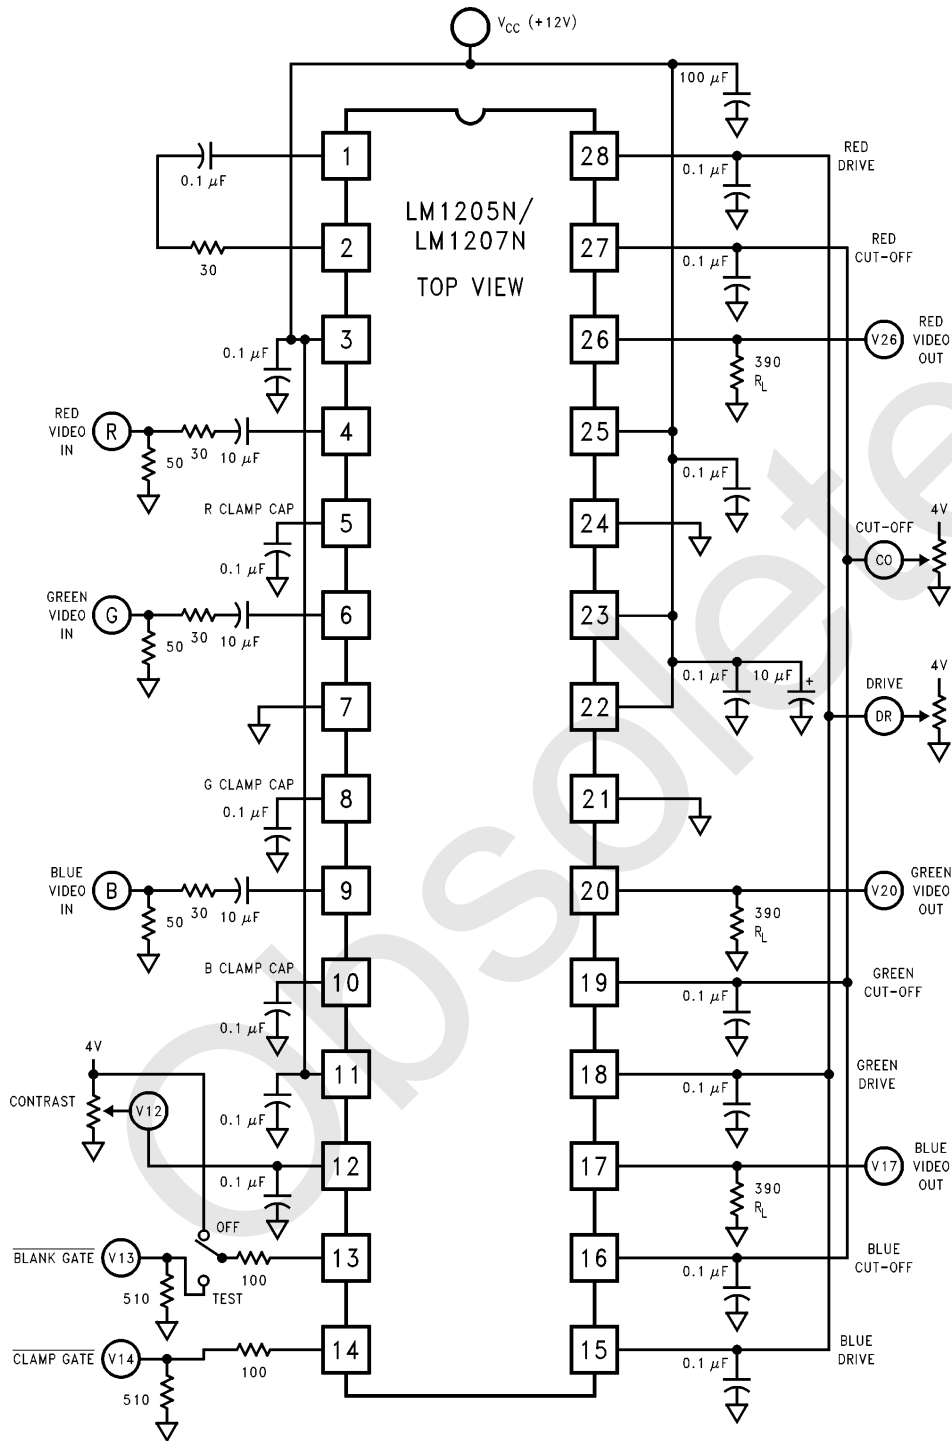 VCC (+12V)
100 μF
1
0.1 μF
28
0.1 μF
RED
DRIVE
LM1205N/
LM1207N
TOP VIEW
2
30
27
0.1 μF
RED
CUT-OFF
3
0.1 μF
26
390
RL
V26
RED
VIDEO
OUT
RED
VIDEO
IN
R
50
30
10 μF
4
25
0.1 μF
R CLAMP CAP
0.1 μF
5
24
CUT-OFF
CO
4V
GREEN
VIDEO
IN
G
50
30
10 μF
6
23
7
22
0.1 μF
10 μF
+
DRIVE
DR
4V
G CLAMP CAP
0.1 μF
8
21
BLUE
VIDEO
IN
B
50
30
10 μF
9
20
390
RL
V20
GREEN
VIDEO
OUT
B CLAMP CAP
0.1 μF
10
19
0.1 μF
GREEN
CUT-OFF
4V
CONTRAST
V12
0.1 μF
11
18
0.1 μF
GREEN
DRIVE
0.1 μF
12
17
390
RL
V17
BLUE
VIDEO
OUT
OFF
BLANK GATE
V13
510
TEST
100
13
16
0.1 μF
BLUE
CUT-OFF
CLAMP GATE
V14
510
100
14
15
0.1 μF
BLUE
DRIVE
Obsolete